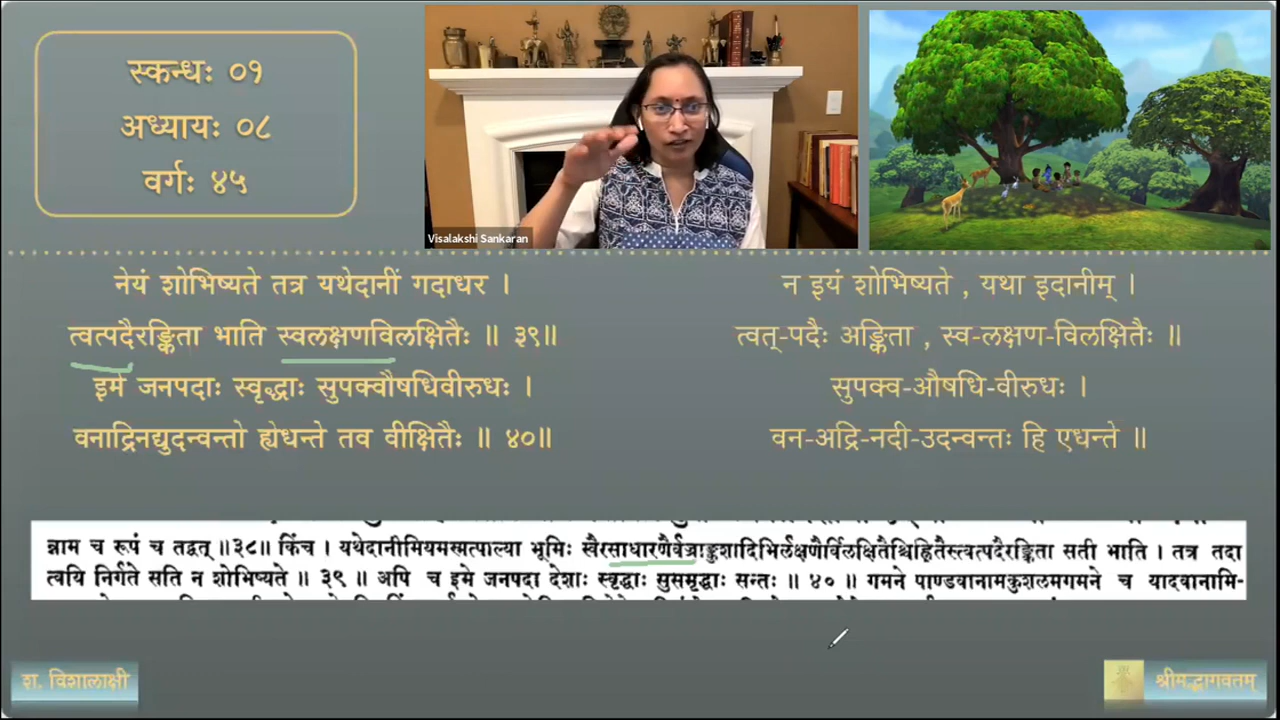 स्कन्धः ०१
अध्यायः ०८
वर्गः ४५
Visalakshi Sankaran
नेयं शोभिष्यते तत्र यथेदानीं गदाधर ।
त्वत्पदैरङ्किता भाति स्वलक्षणविलक्षितैः ॥ ३९॥
इमे जनपदाः स्वृद्धाः सुपक्वौषधिवीरुधः ।
वनाद्रिनद्युदन्वन्तो ह्येधन्ते तव वीक्षितैः ॥ ४०॥
न इयं शोभिष्यते , यथा इदानीम् ।
त्वत्-पदैः अङ्किता , स्व-लक्षण-विलक्षितैः ॥
सुपक्व-औषधि-वीरुधः ।
वन-अद्रि-नदी-उदन्वन्तः हि एधन्ते ॥
न्नाम च रूपं च तद्वत् ॥३८॥ किंच । यथेदानीमियमस्मत्पाल्या भूमिः स्वैरसाधारणैर्वज्राङ्कुशादिभिर्लक्षणैर्विलक्षितैश्चिह्नितैस्त्वत्पदैरङ्किता सती भाति । तत्र तदा
त्वयि निर्गते सति न शोभिष्यते ॥ ३९ ॥ अपि च इमे जनपदा देशाः स्वृद्धाः सुसमृद्धाः सन्तः ॥ ४० ॥ गमने पाण्डवानामकुशलमगमने च यादवानामि-
श. विशालाक्षी
श्रीमद्भागवतम्